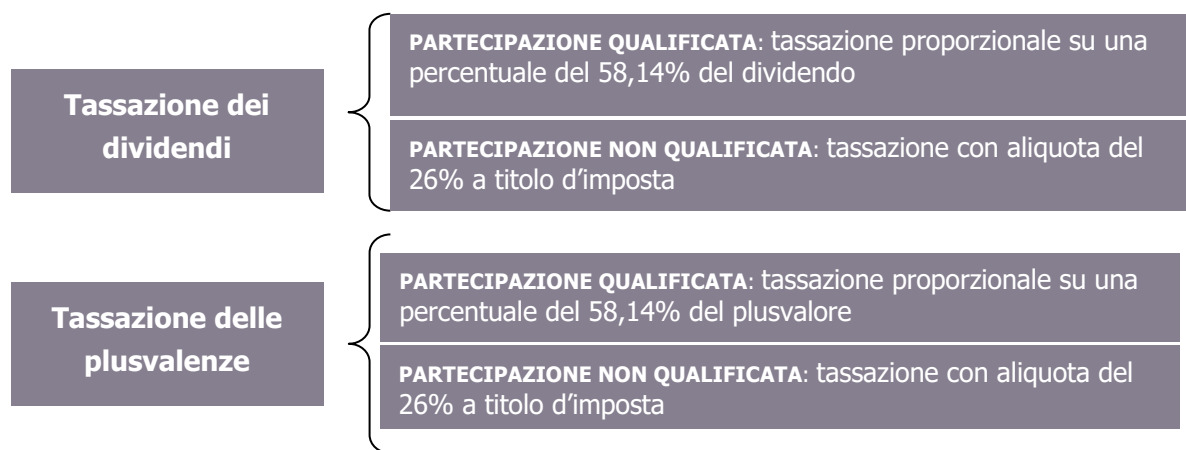 Tassazione dei
dividendi
PARTECIPAZIONE QUALIFICATA: tassazione proporzionale su una
percentuale del 58,14% del dividendo
PARTECIPAZIONE NON QUALIFICATA: tassazione con aliquota del
26% a titolo d’imposta
Tassazione delle
plusvalenze
PARTECIPAZIONE QUALIFICATA: tassazione proporzionale su una
percentuale del 58,14% del plusvalore
PARTECIPAZIONE NON QUALIFICATA: tassazione con aliquota del
26% a titolo d’imposta